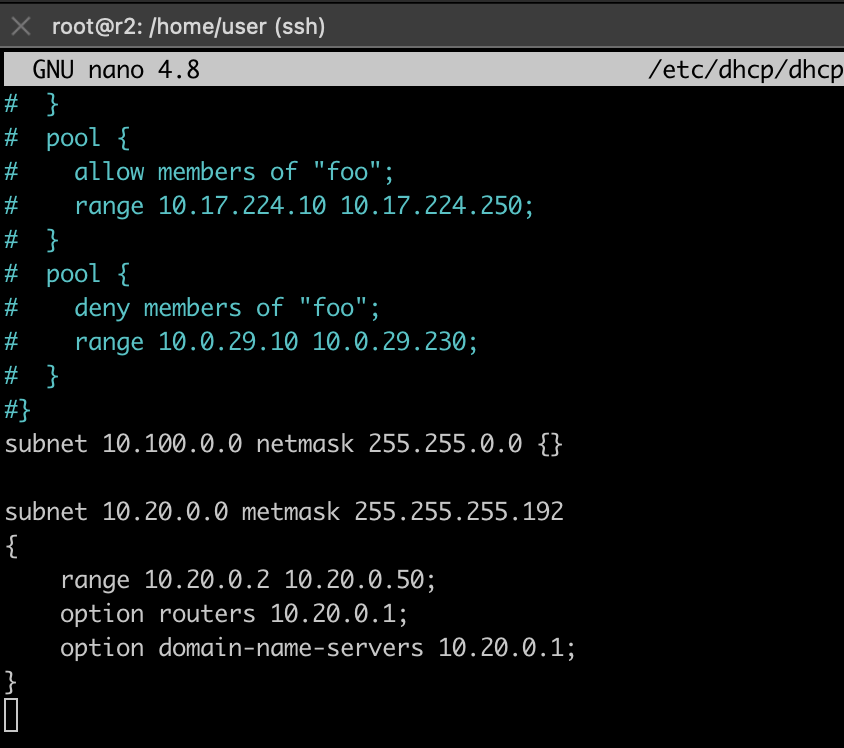 root@r2: /home/user (ssh)
GNU nano 4.8 /etc/dhcp/dhcp
#  }
#  pool {
#    allow members of "foo";
#    range 10.17.224.10 10.17.224.250;
#  }
#  pool {
#    deny members of "foo";
#    range 10.0.29.10 10.0.29.230;
#  }
#}
subnet 10.100.0.0 netmask 255.255.0.0 {}
subnet 10.20.0.0 metmask 255.255.255.192
{
    range 10.20.0.2 10.20.0.50;
    option routers 10.20.0.1;
    option domain-name-servers 10.20.0.1;
}